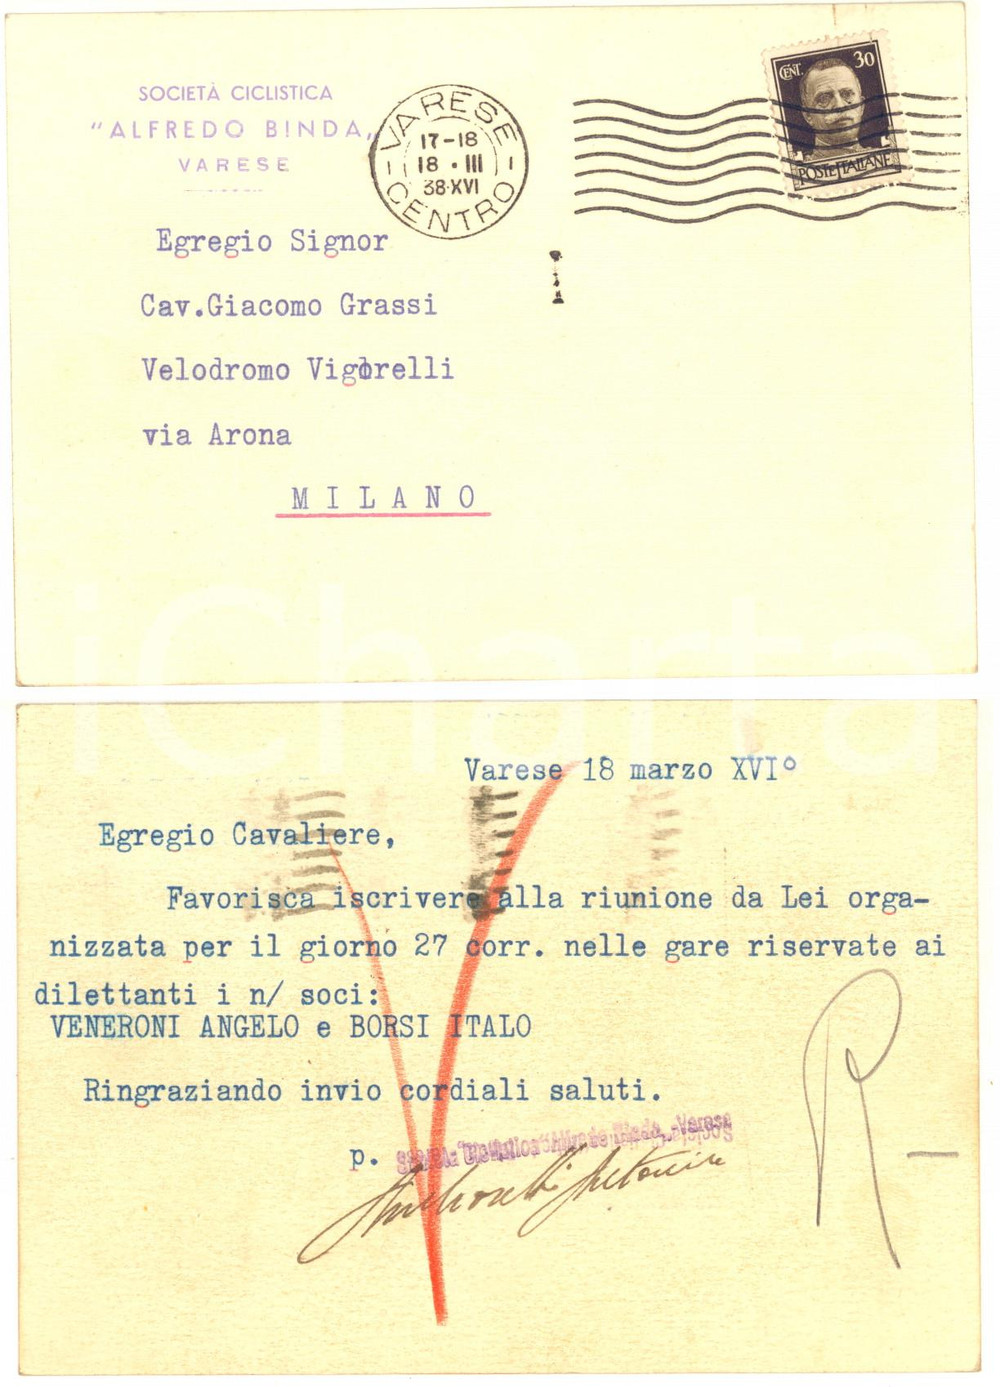 SOCIETÀ CICLISTICA
"ALFREDO BINDA„
VARESE
VARESE
17-18
18·III
38·XVI
CENTRO
CENT. 30
POSTE ITALIANE
Egregio Signor
Cav.Giacomo Grassi
Velodromo Vigorelli
via Arona
MILANO
iCharta
Varese 18 marzo XVI°
Egregio Cavaliere,
Favorisca iscrivere alla riunione da Lei orga-
nizzata per il giorno 27 corr. nelle gare riservate ai
dilettanti i n/ soci:
VENERONI ANGELO e BORSI ITALO
Ringraziando invio cordiali saluti.
p.
Varese